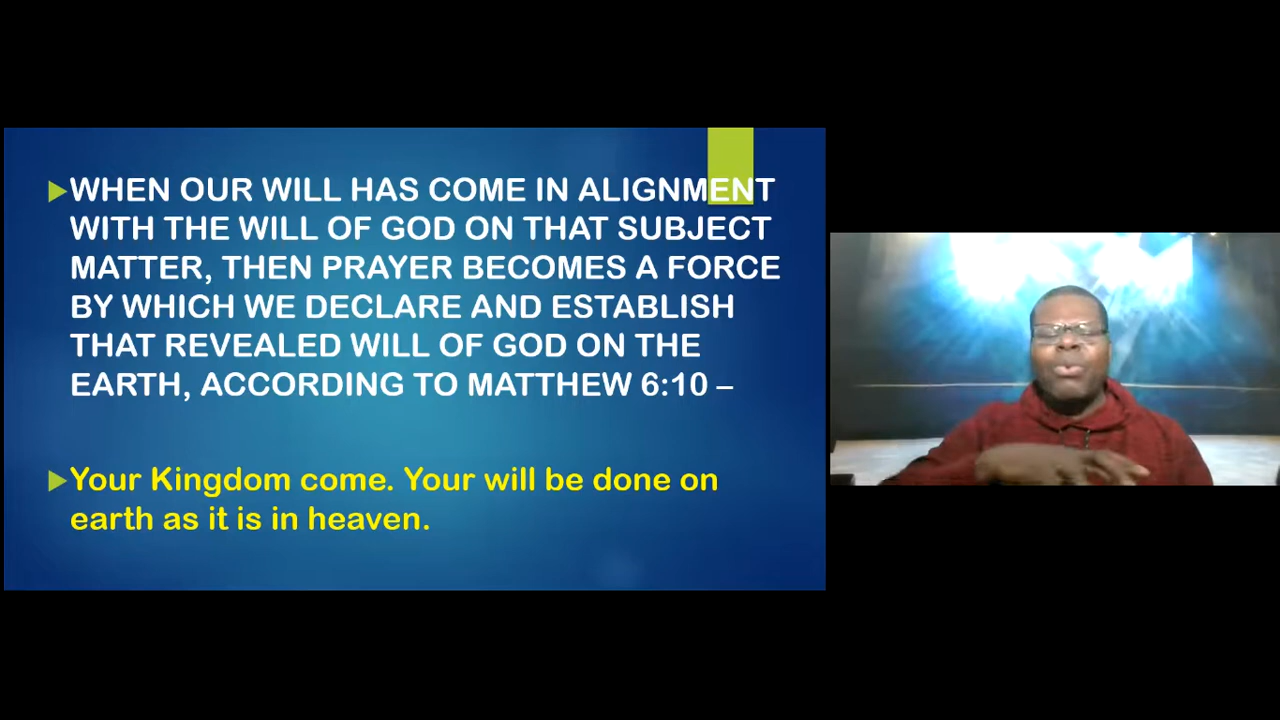 WHEN OUR WILL HAS COME IN ALIGNMENT
WITH THE WILL OF GOD ON THAT SUBJECT
MATTER, THEN PRAYER BECOMES A FORCE
BY WHICH WE DECLARE AND ESTABLISH
THAT REVEALED WILL OF GOD ON THE
EARTH, ACCORDING TO MATTHEW 6:10 –
Your Kingdom come. Your will be done on
earth as it is in heaven.